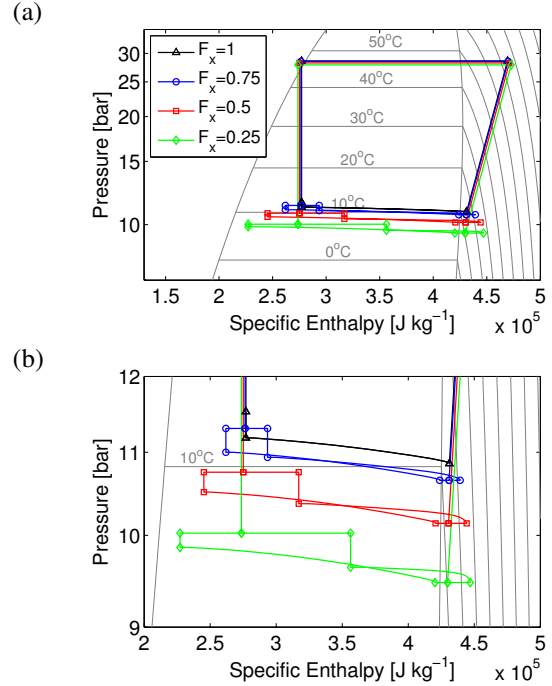 (a)
30
25
20
15
10
Pressure [bar]
F_x=1
F_x=0.75
F_x=0.5
F_x=0.25
50°C
40°C
30°C
20°C
10°C
0°C
1.5 2 2.5 3 3.5 4 4.5 5
Specific Enthalpy [J kg⁻¹]
x 10⁵
(b)
12
11
10
9
Pressure [bar]
10°C
2 2.5 3 3.5 4 4.5 5
Specific Enthalpy [J kg⁻¹]
x 10⁵